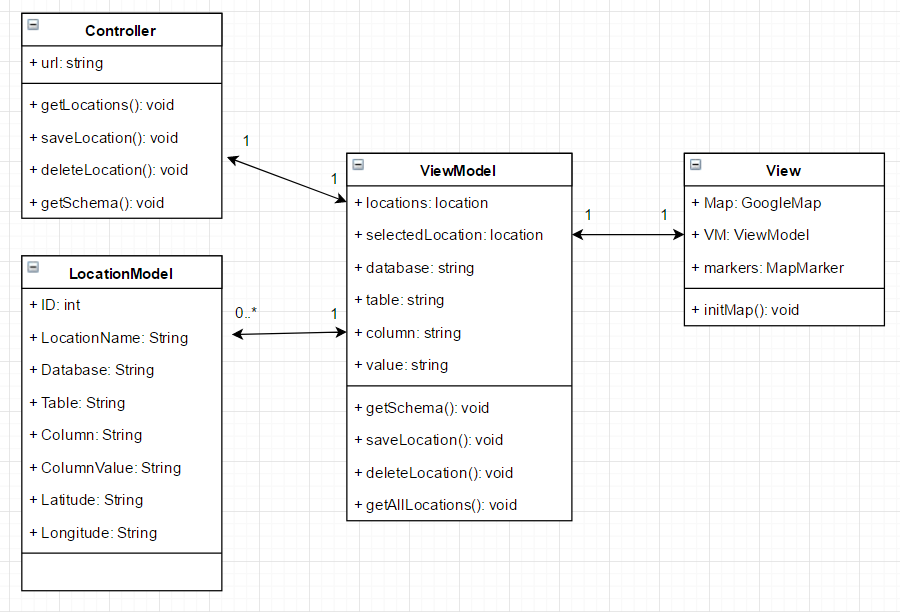 Controller
+ url: string
+ getLocations(): void
+ saveLocation(): void
+ deleteLocation(): void
+ getSchema(): void
LocationModel
+ ID: int
+ LocationName: String
+ Database: String
+ Table: String
+ Column: String
+ ColumnValue: String
+ Latitude: String
+ Longitude: String
1
1
0..*
1
ViewModel
+ locations: location
+ selectedLocation: location
+ database: string
+ table: string
+ column: string
+ value: string
+ getSchema(): void
+ saveLocation(): void
+ deleteLocation(): void
+ getAllLocations(): void
1
1
View
+ Map: GoogleMap
+ VM: ViewModel
+ markers: MapMarker
+ initMap(): void